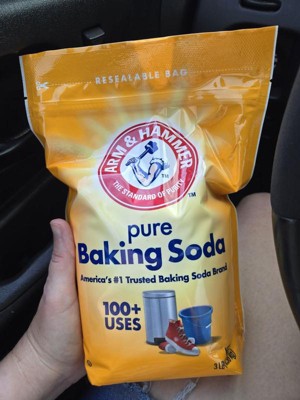 RESEALABLE BAG
ARM & HAMMER
THE STANDARD OF PURITY
TM
TM
pure
Baking Soda
America's #1 Trusted Baking Soda Brand
100+
USES